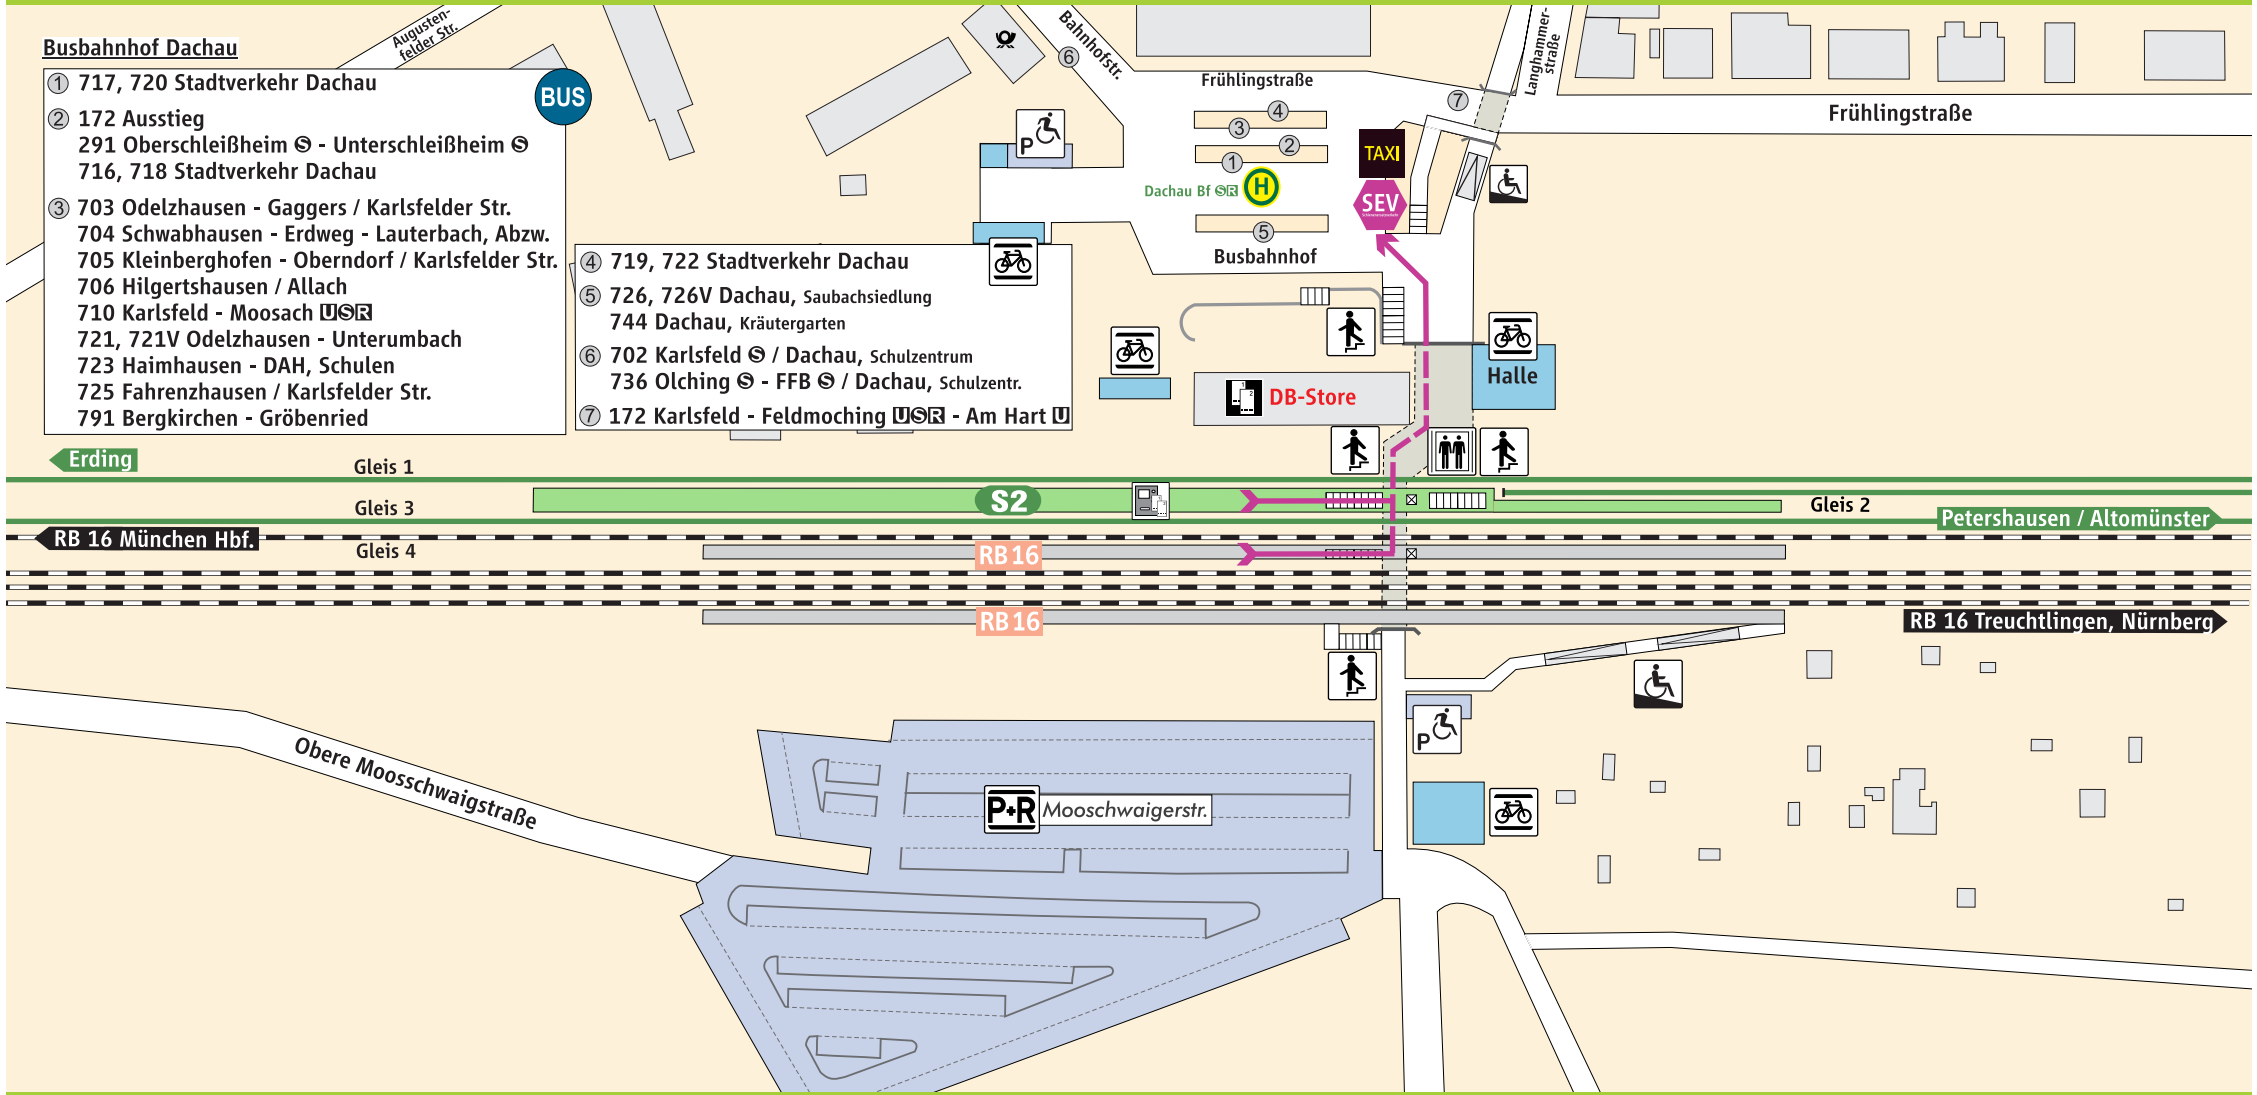 Busbahnhof Dachau
BUS
1 717, 720 Stadtverkehr Dachau
2 172 Ausstieg
291 Oberschleißheim S - Unterschleißheim S
716, 718 Stadtverkehr Dachau
3 703 Odelzhausen - Gaggers / Karlsfelder Str.
704 Schwabhausen - Erdweg - Lauterbach, Abzw.
705 Kleinberghofen - Oberndorf / Karlsfelder Str.
706 Hilgertshausen / Allach
710 Karlsfeld - Moosach U S R
721, 721V Odelzhausen - Unterumbach
723 Haimhausen - DAH, Schulen
725 Fahrenzhausen / Karlsfelder Str.
791 Bergkirchen - Gröbenried
4 719, 722 Stadtverkehr Dachau
5 726, 726V Dachau, Saubachsiedlung
744 Dachau, Kräutergarten
6 702 Karlsfeld S / Dachau, Schulzentrum
736 Olching S - FFB S / Dachau, Schulzentr.
7 172 Karlsfeld - Feldmoching U S R - Am Hart U
Augusten-
felder Str.
Bahnhofstr.
6
Frühlingstraße
4
3
2
1
Dachau Bf S R
H
5
Busbahnhof
TAXI
SEV
Schienenersatzverkehr
7
Langhammer-
straße
Frühlingstraße
P
Halle
1
2
DB-Store
Erding
Gleis 1
Gleis 3
S2
Gleis 2
Petershausen / Altomünster
RB 16 München Hbf.
Gleis 4
RB 16
RB 16
RB 16 Treuchtlingen, Nürnberg
Obere Moosschwaigstraße
P
P+R
Mooschwaigerstr.